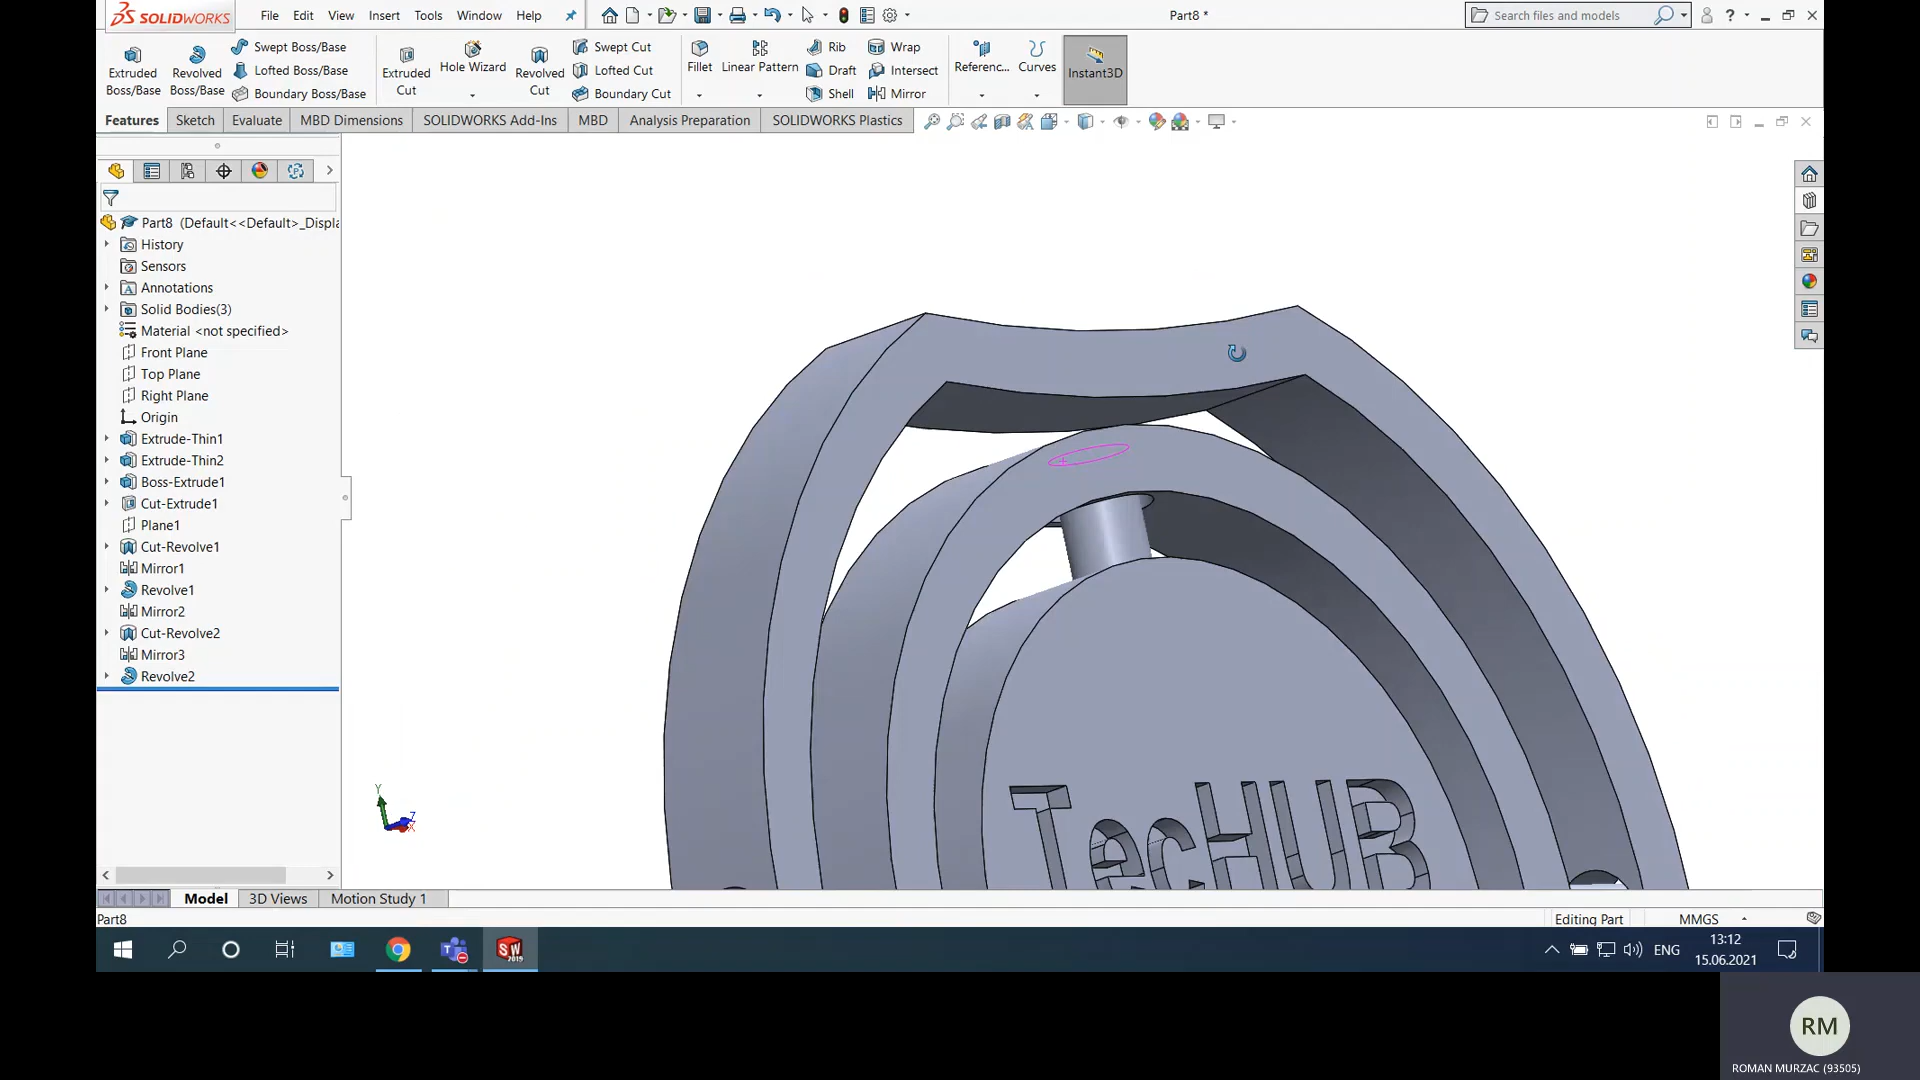 SOLIDWORKS File Edit View Insert Tools Window Help Part8 * Search files and models ?
Extruded Boss/Base
Revolved Boss/Base
Swept Boss/Base
Lofted Boss/Base
Boundary Boss/Base
Extruded Cut
Hole Wizard
Revolved Cut
Swept Cut
Lofted Cut
Boundary Cut
Fillet
Linear Pattern
Rib
Draft
Shell
Wrap
Intersect
Mirror
Referenc...
Curves
Instant3D
Features Sketch Evaluate MBD Dimensions SOLIDWORKS Add-Ins MBD Analysis Preparation SOLIDWORKS Plastics
Part8 (Default<<Default>_Displa
History
Sensors
Annotations
Solid Bodies(3)
Material <not specified>
Front Plane
Top Plane
Right Plane
Origin
Extrude-Thin1
Extrude-Thin2
Boss-Extrude1
Cut-Extrude1
Plane1
Cut-Revolve1
Mirror1
Revolve1
Mirror2
Cut-Revolve2
Mirror3
Revolve2
TecHUB
Y
Z
X
Model 3D Views Motion Study 1
Part8 Editing Part MMGS
SW 2019
ENG 13:12
15.06.2021
RM
ROMAN MURZAC (93505)